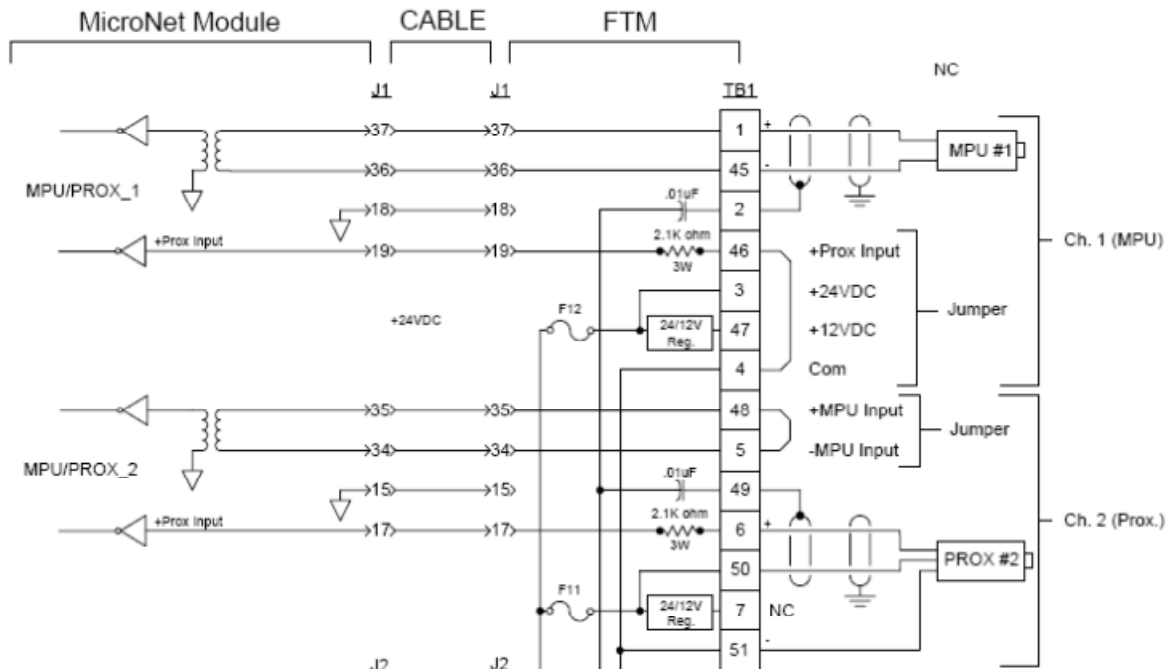 MicroNet Module CABLE FTM
NC
J1 J1 TB1
37 37 1 + MPU #1
36 36 45 -
MPU/PROX_1
.01uF
18 18 2
2.1K ohm
+Prox Input 19 19 46 +Prox Input
3W
Ch. 1 (MPU)
3 +24VDC
F12
Jumper
+24VDC
24/12V Reg.
47 +12VDC
4 Com
35 35 48 +MPU Input
Jumper
34 34 5 -MPU Input
MPU/PROX_2
.01uF
15 15 49
2.1K ohm
+Prox Input 17 17 6 +
3W
Ch. 2 (Prox.)
50 PROX #2
F11
24/12V Reg.
7 NC
51 -
J2 J2